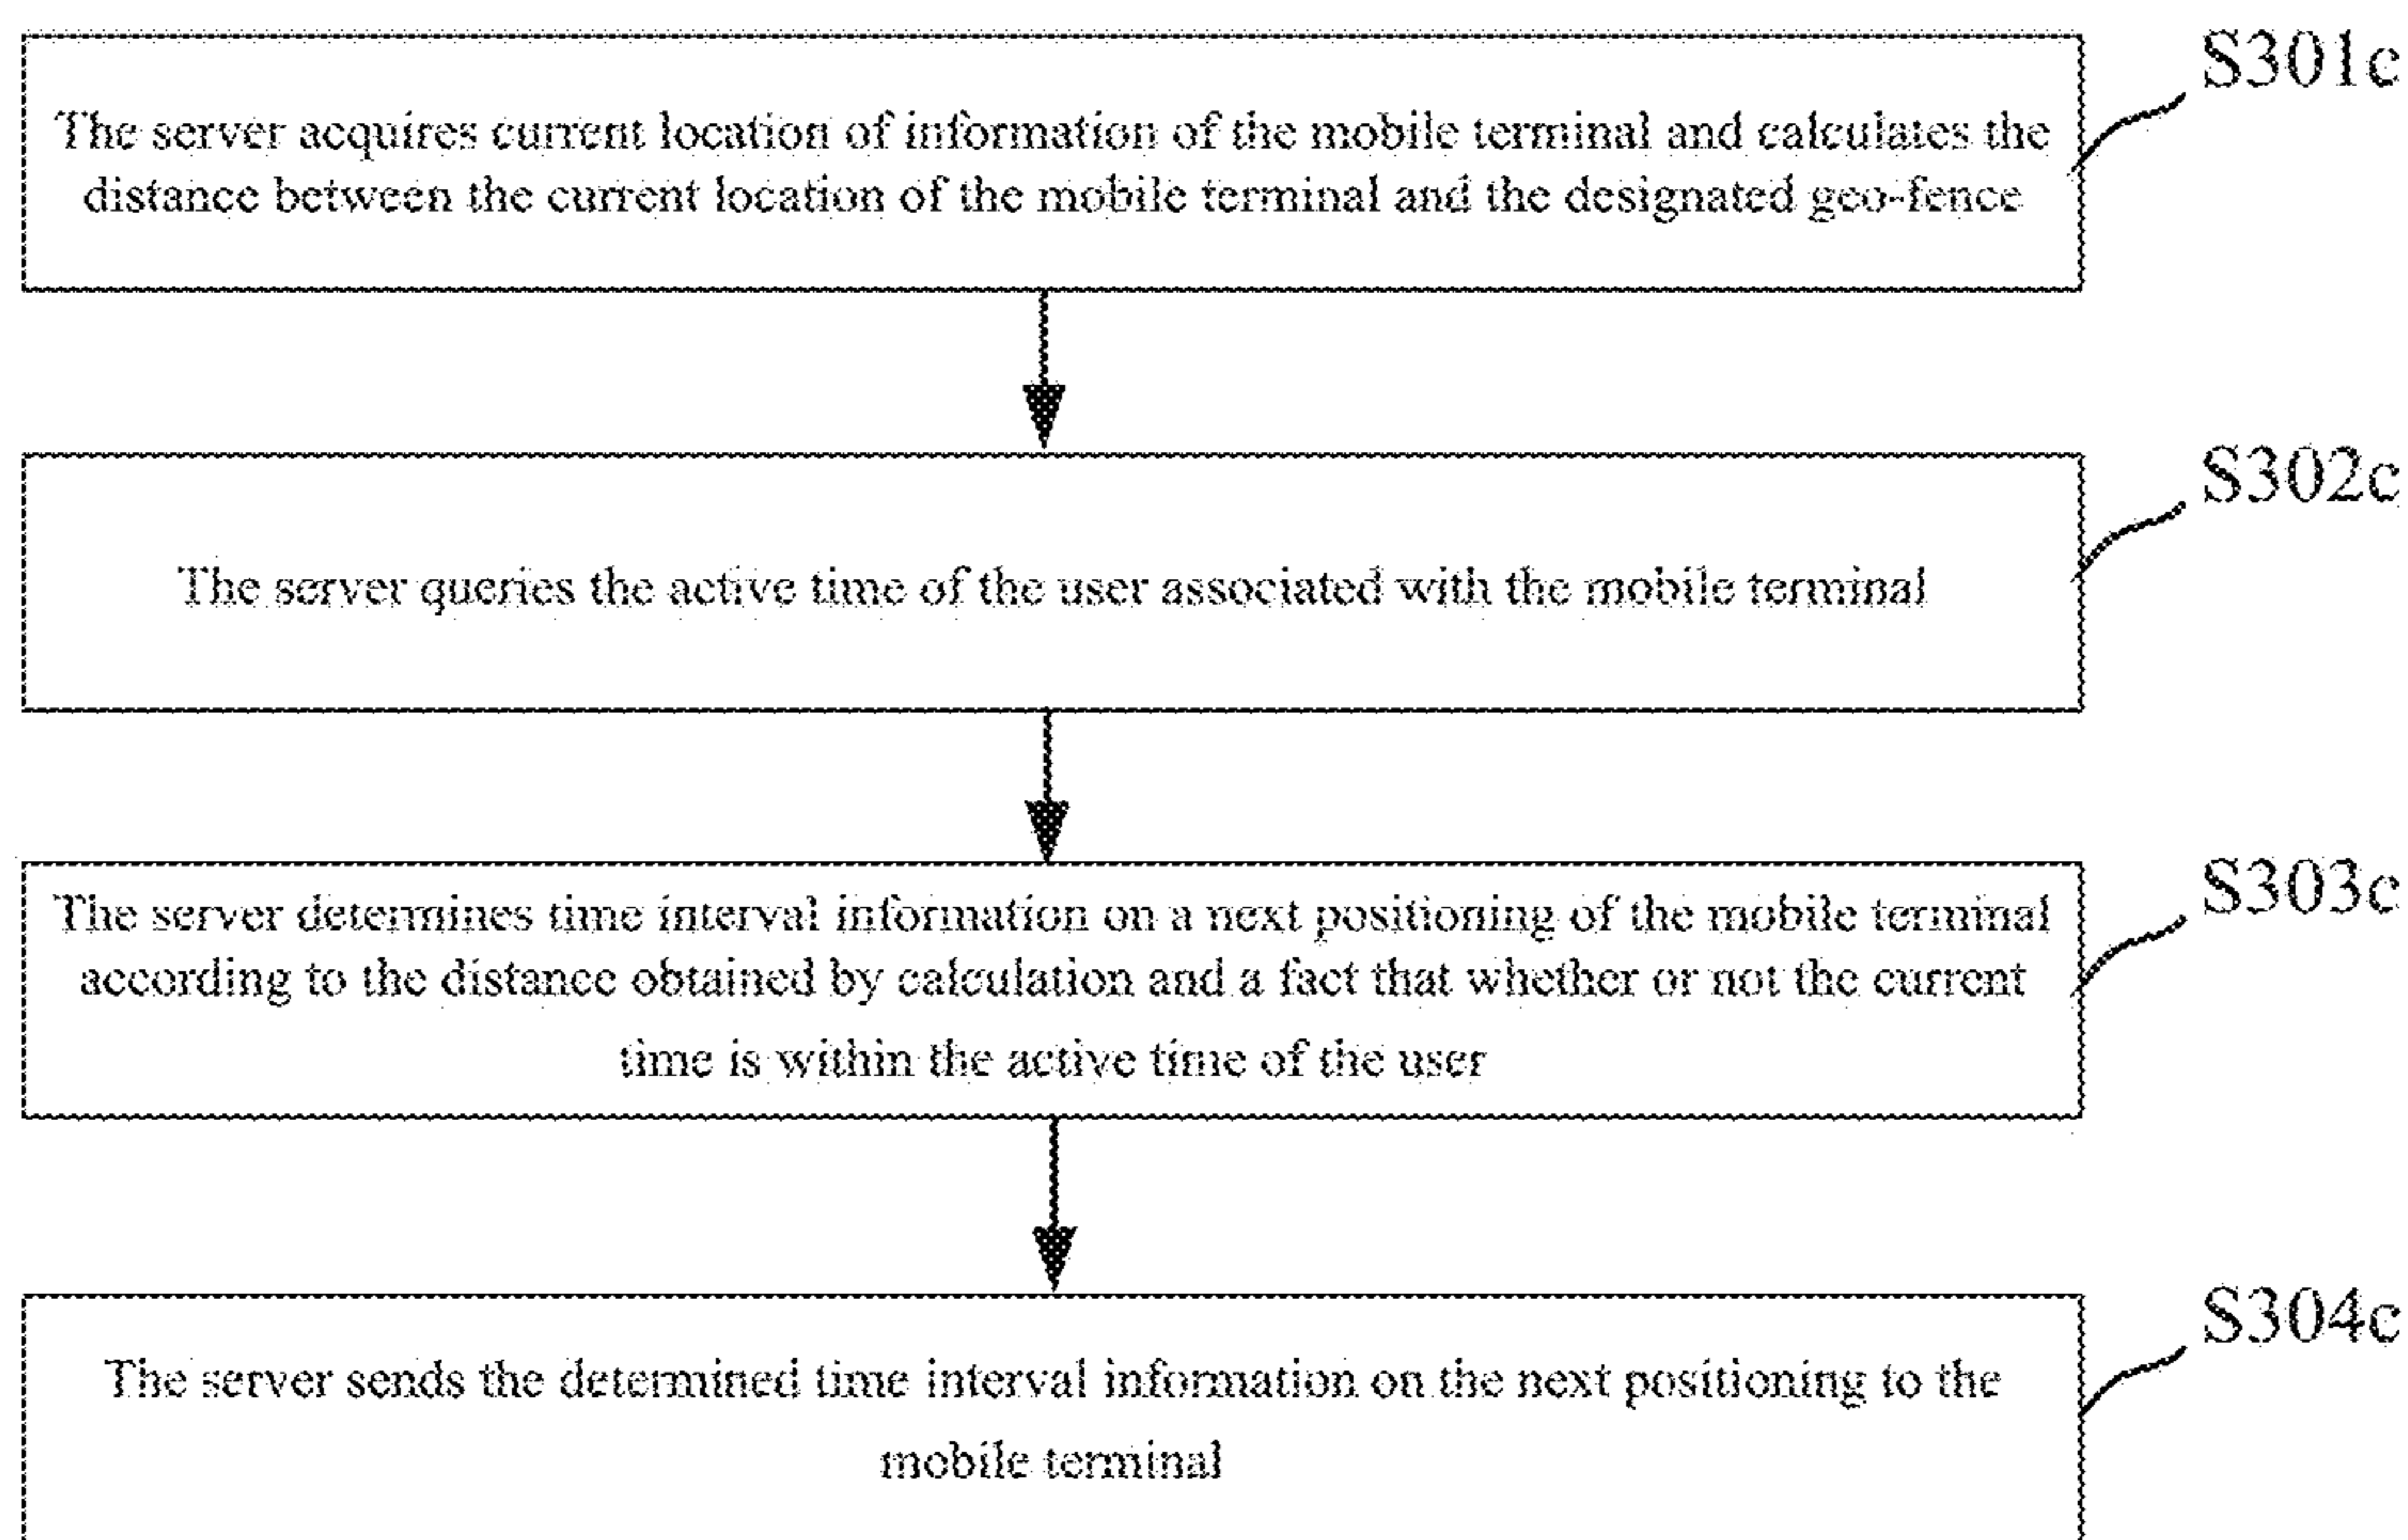 S301c
The server acquires current location of information of the mobile terminal and calculates the
distance between the current location of the mobile terminal and the designated geo-fence
S302c
The server queries the active time of the user associated with the mobile terminal
S303c
The server determines time interval information on a next positioning of the mobile terminal
according to the distance obtained by calculation and a fact that whether or not the current
time is within the active time of the user
S304c
The server sends the determined time interval information on the next positioning to the
mobile terminal